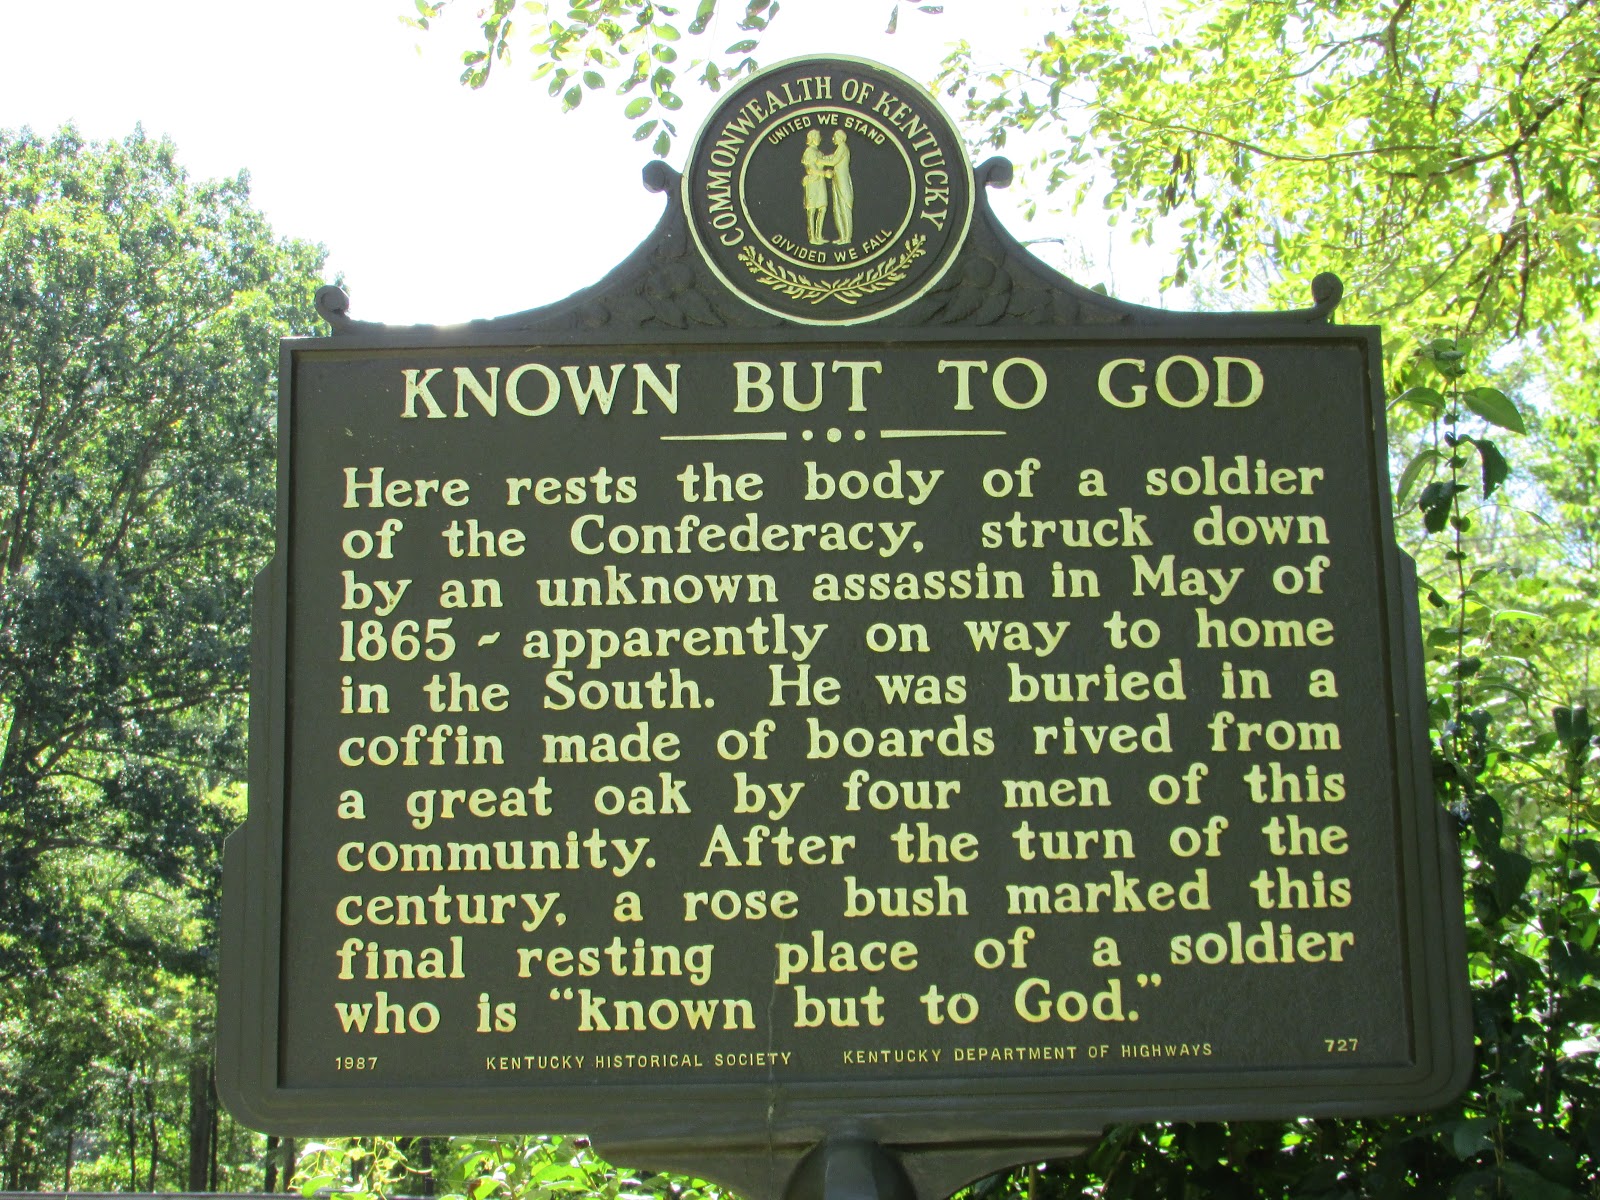 COMMONWEALTH OF KENTUCKY
UNITED WE STAND
DIVIDED WE FALL
KNOWN BUT TO GOD
Here rests the body of a soldier
of the Confederacy, struck down
by an unknown assassin in May of
1865 ~ apparently on way to home
in the South. He was buried in a
coffin made of boards rived from
a great oak by four men of this
community. After the turn of the
century, a rose bush marked this
final resting place of a soldier
who is “known but to God.”
1987 KENTUCKY HISTORICAL SOCIETY KENTUCKY DEPARTMENT OF HIGHWAYS 727